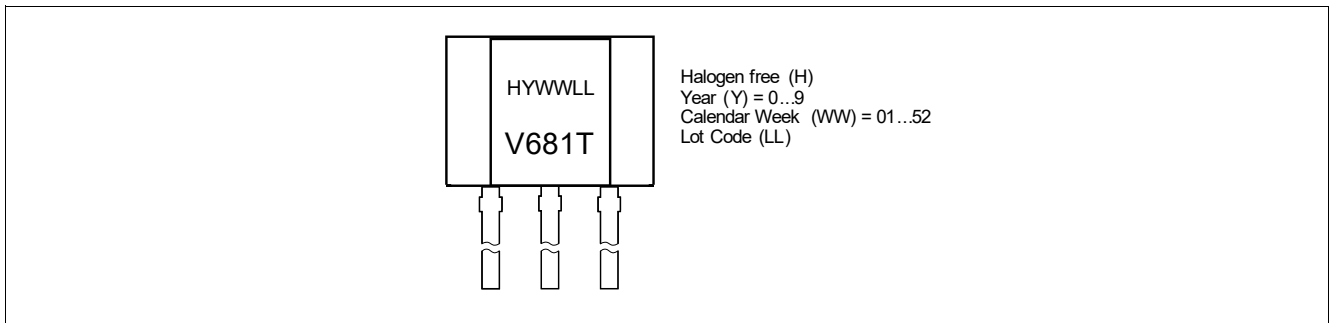 HYWWLL
V681T
Halogen free (H)
Year (Y) = 0...9
Calendar Week (WW) = 01...52
Lot Code (LL)